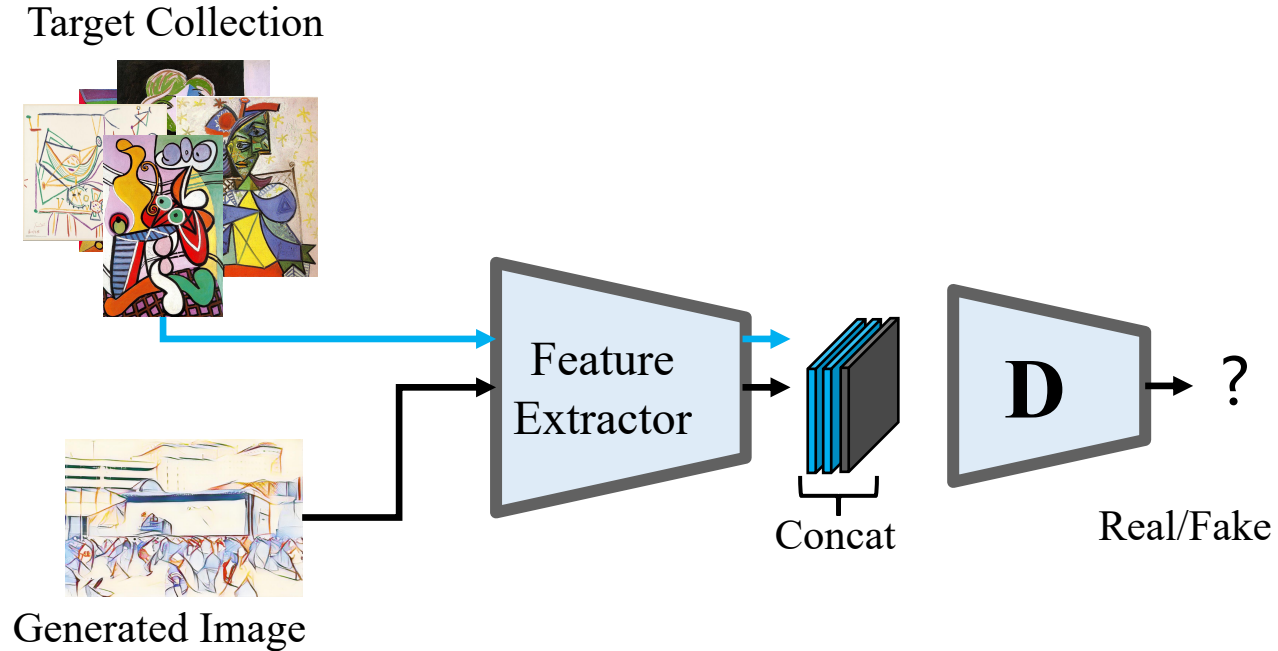 Target Collection
Feature
Extractor
D
?
Concat
Real/Fake
Generated Image